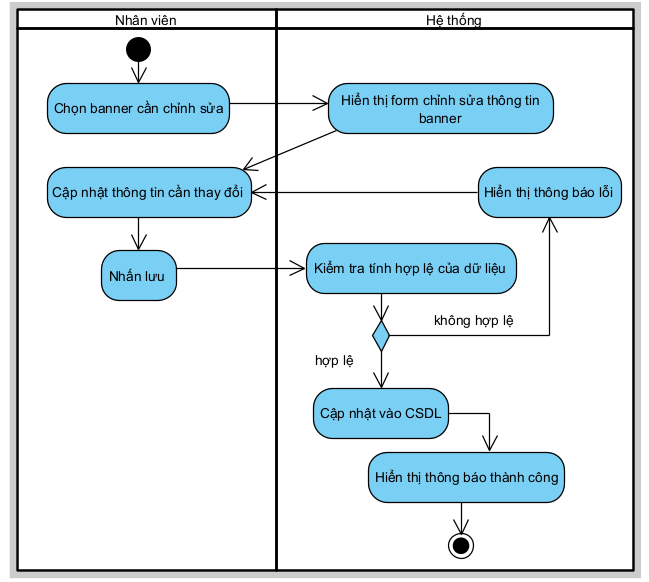 Nhân viên
Hệ thống
Chọn banner cần chỉnh sửa
Hiển thị form chỉnh sửa thông tin
banner
Cập nhật thông tin cần thay đổi
Hiển thị thông báo lỗi
Nhấn lưu
Kiểm tra tính hợp lệ của dữ liệu
không hợp lệ
hợp lệ
Cập nhật vào CSDL
Hiển thị thông báo thành công